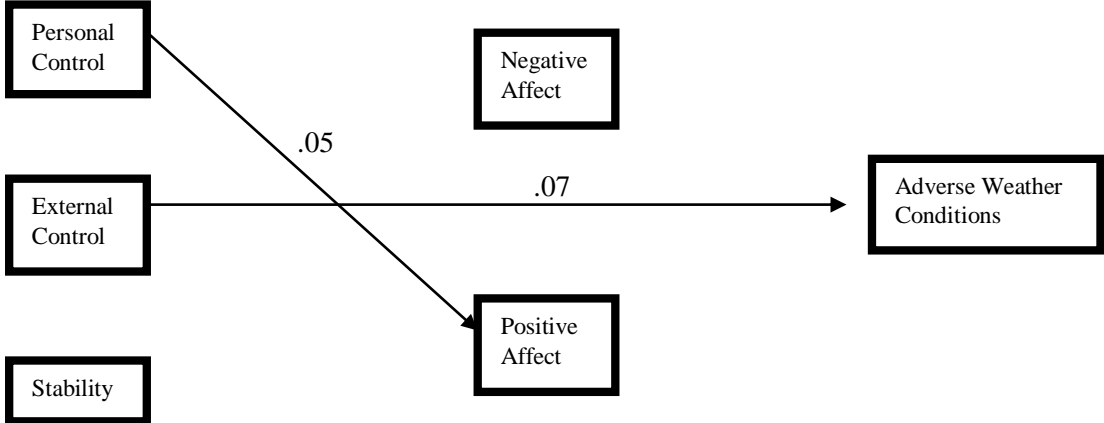 Personal
Control
Negative
Affect
.05
.07
External
Control
Adverse Weather
Conditions
Positive
Affect
Stability